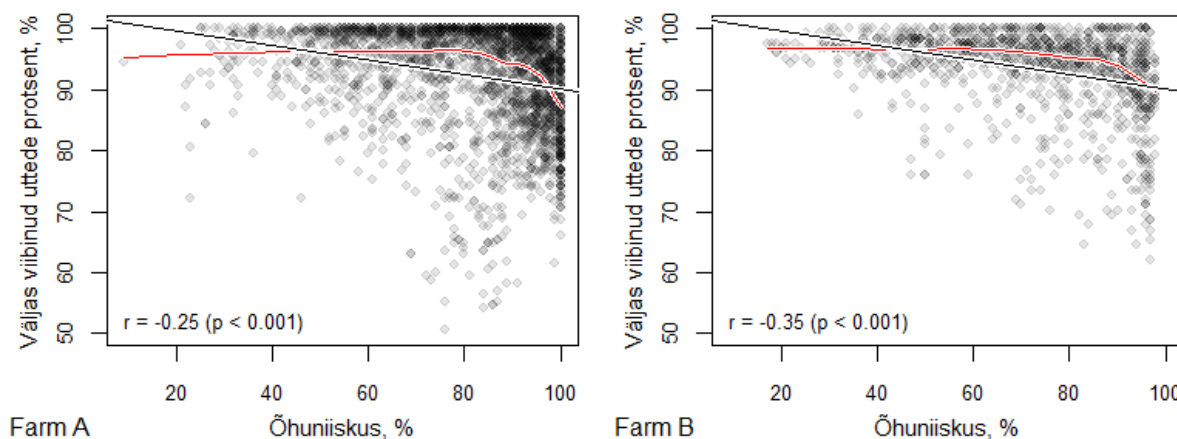 Väljas viibinud uttede protsent, %
100
90
80
70
60
50
r = -0.25 (p < 0.001)
20
40
60
80
100
Farm A
Õhuniiskus, %
Väljas viibinud uttede protsent, %
100
90
80
70
60
50
r = -0.35 (p < 0.001)
20
40
60
80
100
Farm B
Õhuniiskus, %